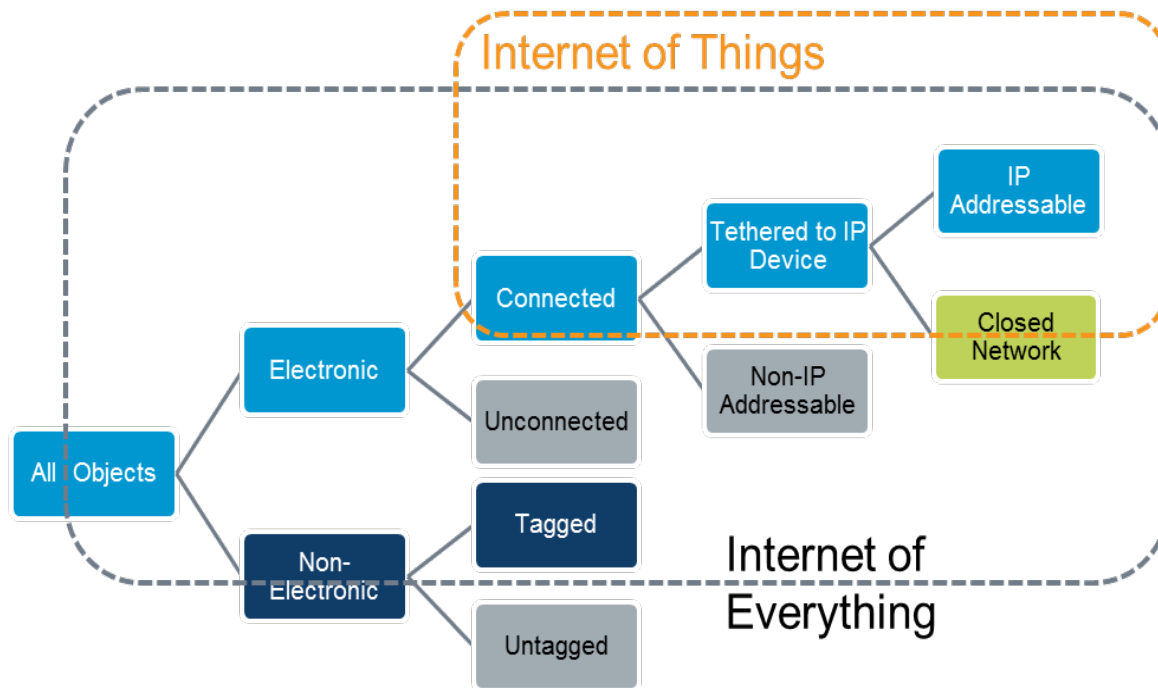 Internet of Things
IP
Addressable
Tethered to IP
Device
Connected
Closed
Network
Electronic
Non-IP
Addressable
Unconnected
All Objects
Tagged
Non-
Electronic
Internet of
Everything
Untagged